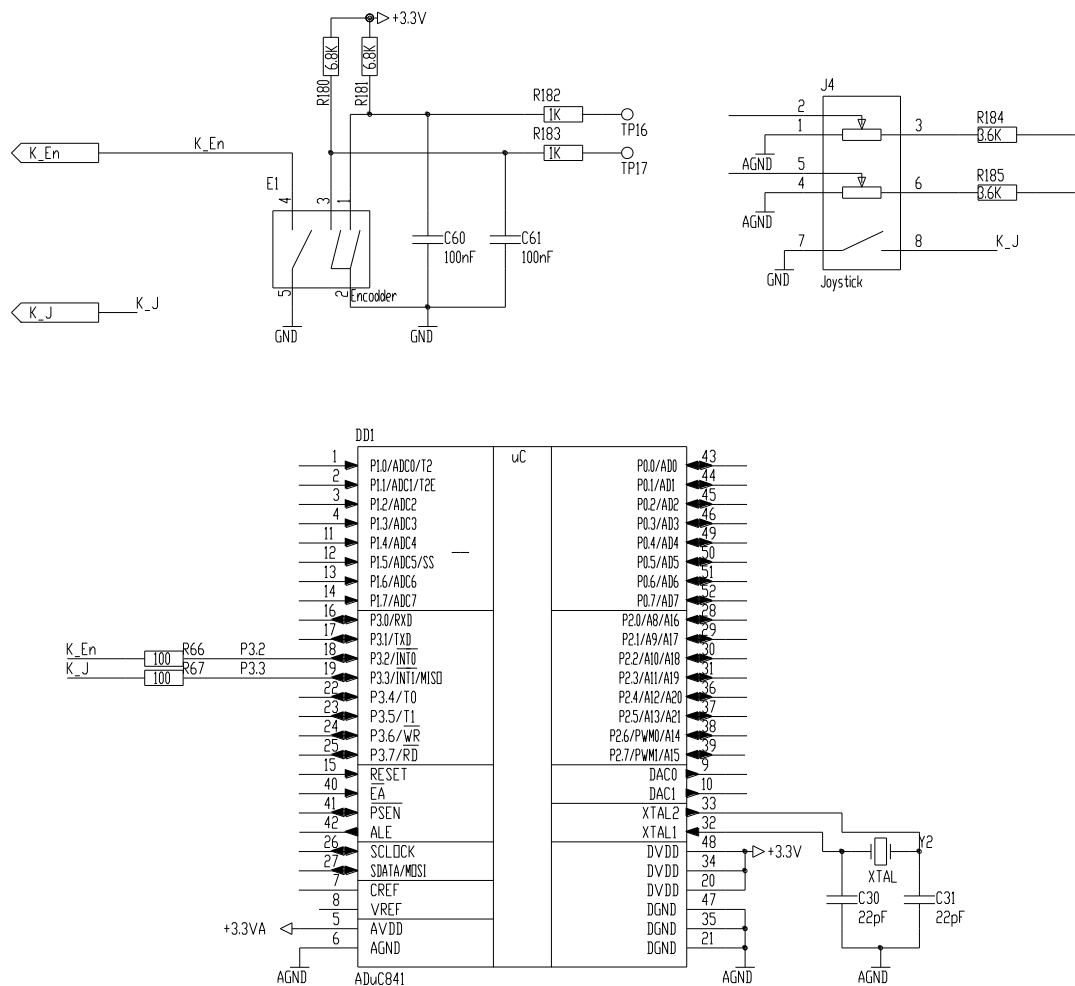 +3.3V
6.8K
6.8K
R180
R181
R182
1K
TP16
R183
1K
TP17
K_En
K_En
E1
4
3
1
C60
100nF
C61
100nF
5
2
Encodder
GND
GND
K_J
K_J
J4
2
1
3
R184
3.6K
AGND
5
4
6
R185
3.6K
AGND
7
8
K_J
GND
Joystick
DD1
uC
1 P1.0/ADC0/T2
2 P1.1/ADC1/T2E
3 P1.2/ADC2
4 P1.3/ADC3
11 P1.4/ADC4
12 P1.5/ADC5/SS
13 P1.6/ADC6
14 P1.7/ADC7
16 P3.0/RXD
17 P3.1/TXD
K_En 100 R66 P3.2 18 P3.2/INT0
K_J 100 R67 P3.3 19 P3.3/INT1/MISO
22 P3.4/T0
23 P3.5/T1
24 P3.6/WR
25 P3.7/RD
15 RESET
40 EA
41 PSEN
42 ALE
26 SCLOCK
27 SDATA/MOSI
7 CREF
8 VREF
+3.3VA 5 AVDD
6 AGND
AGND
ADuC841
P0.0/AD0 43
P0.1/AD1 44
P0.2/AD2 45
P0.3/AD3 46
P0.4/AD4 49
P0.5/AD5 50
P0.6/AD6 51
P0.7/AD7 52
P2.0/A8/A16 28
P2.1/A9/A17 29
P2.2/A10/A18 30
P2.3/A11/A19 31
P2.4/A12/A20 36
P2.5/A13/A21 37
P2.6/PWM0/A14 38
P2.7/PWM1/A15 39
DAC0 9
DAC1 10
XTAL2 33
XTAL1 32
DVDD 48 +3.3V
DVDD 34
DVDD 20
DGND 47
DGND 35
DGND 21
AGND
Y2
XTAL
C30
22pF
C31
22pF
AGND